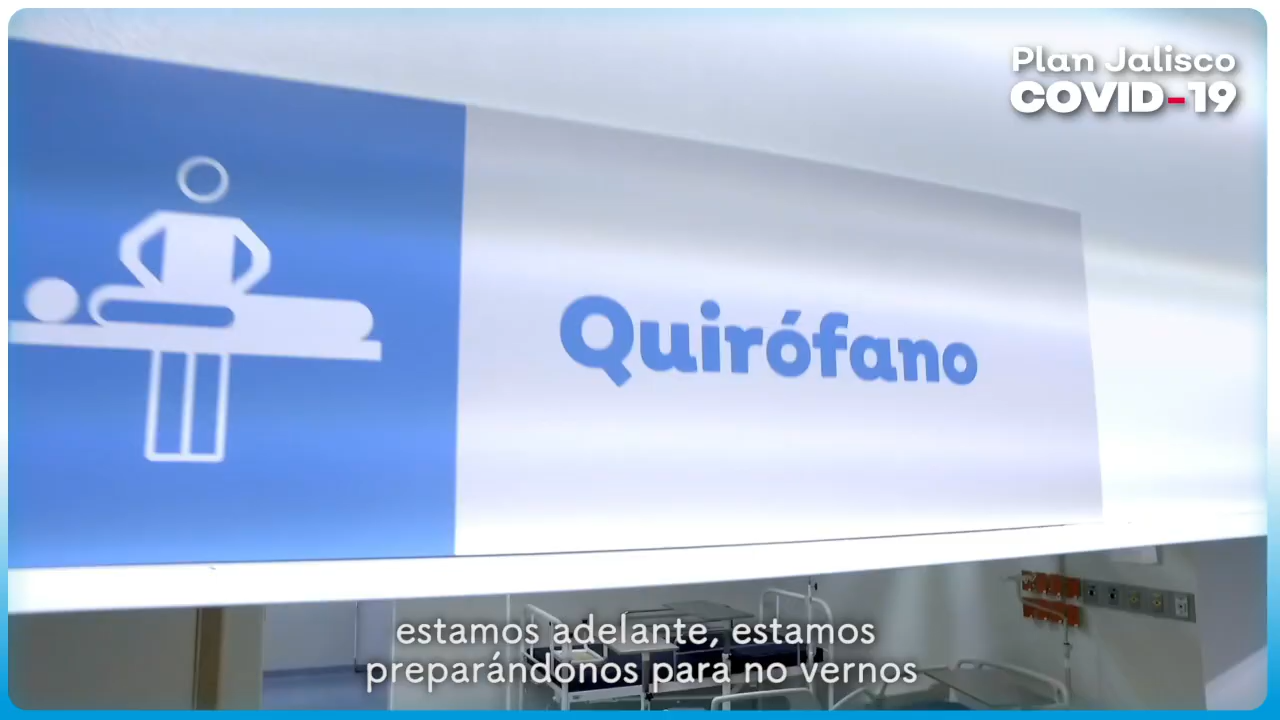 Plan Jalisco
COVID-19
Quirófano
estamos adelante, estamos
preparándonos para no vernos